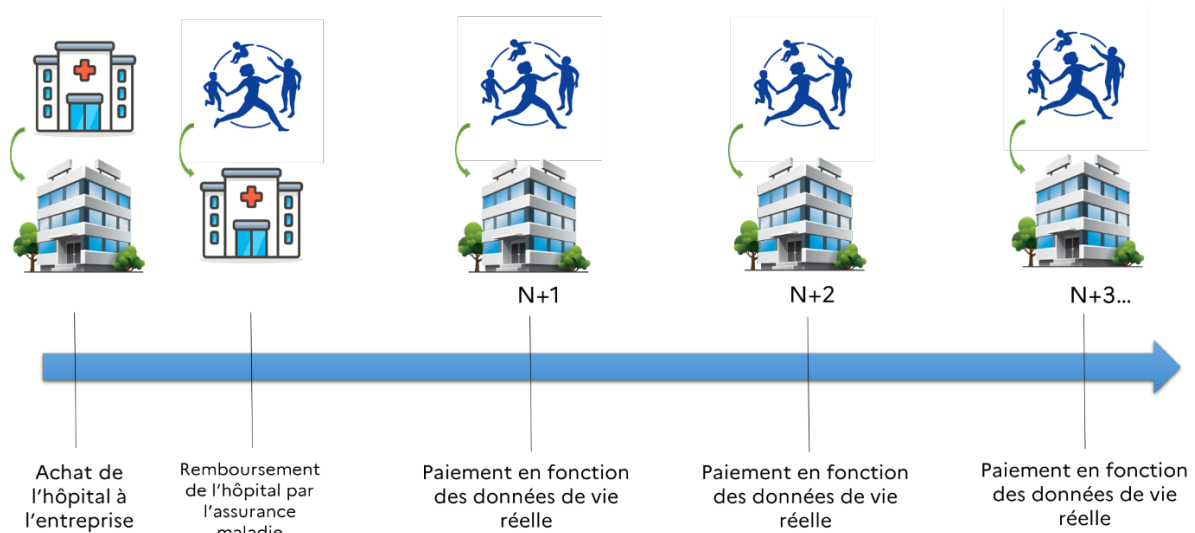 N+1
N+2
N+3...
Achat de
l'hôpital à
l'entreprise
Remboursement
de l'hôpital par
l'assurance
maladie
Paiement en fonction
des données de vie
réelle
Paiement en fonction
des données de vie
réelle
Paiement en fonction
des données de vie
réelle